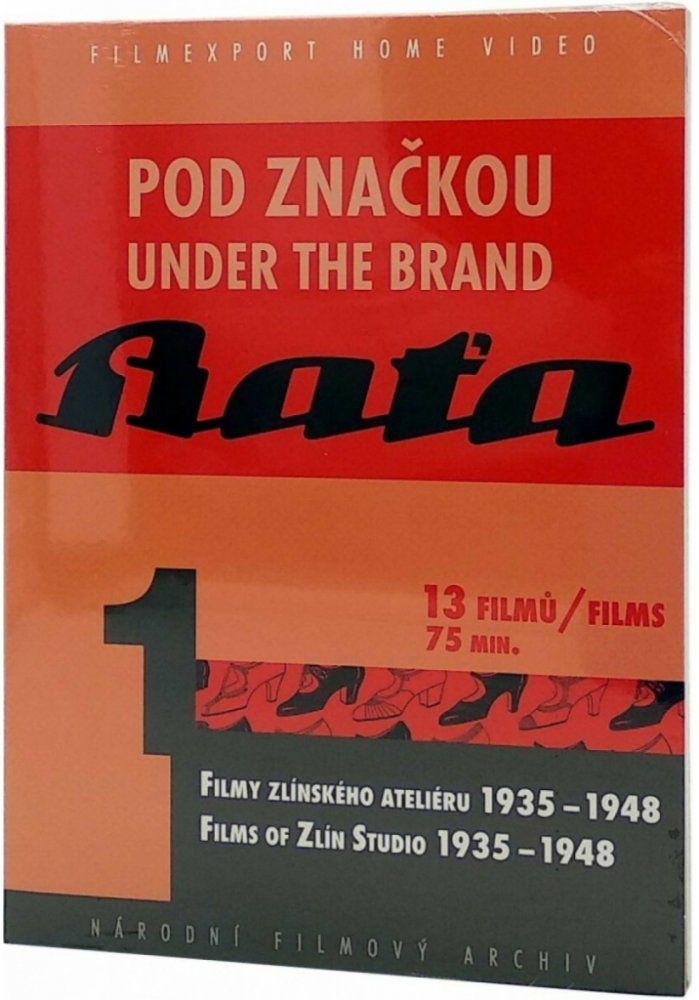 FILMEXPORT HOME VIDEO
POD ZNAČKOU
UNDER THE BRAND
Baťa
1
13 FILMŮ / FILMS
75 MIN.
FILMY ZLÍNSKÉHO ATELIÉRU 1935 – 1948
FILMS OF ZLÍN STUDIO 1935 – 1948
NÁRODNÍ FILMOVÝ ARCHIV